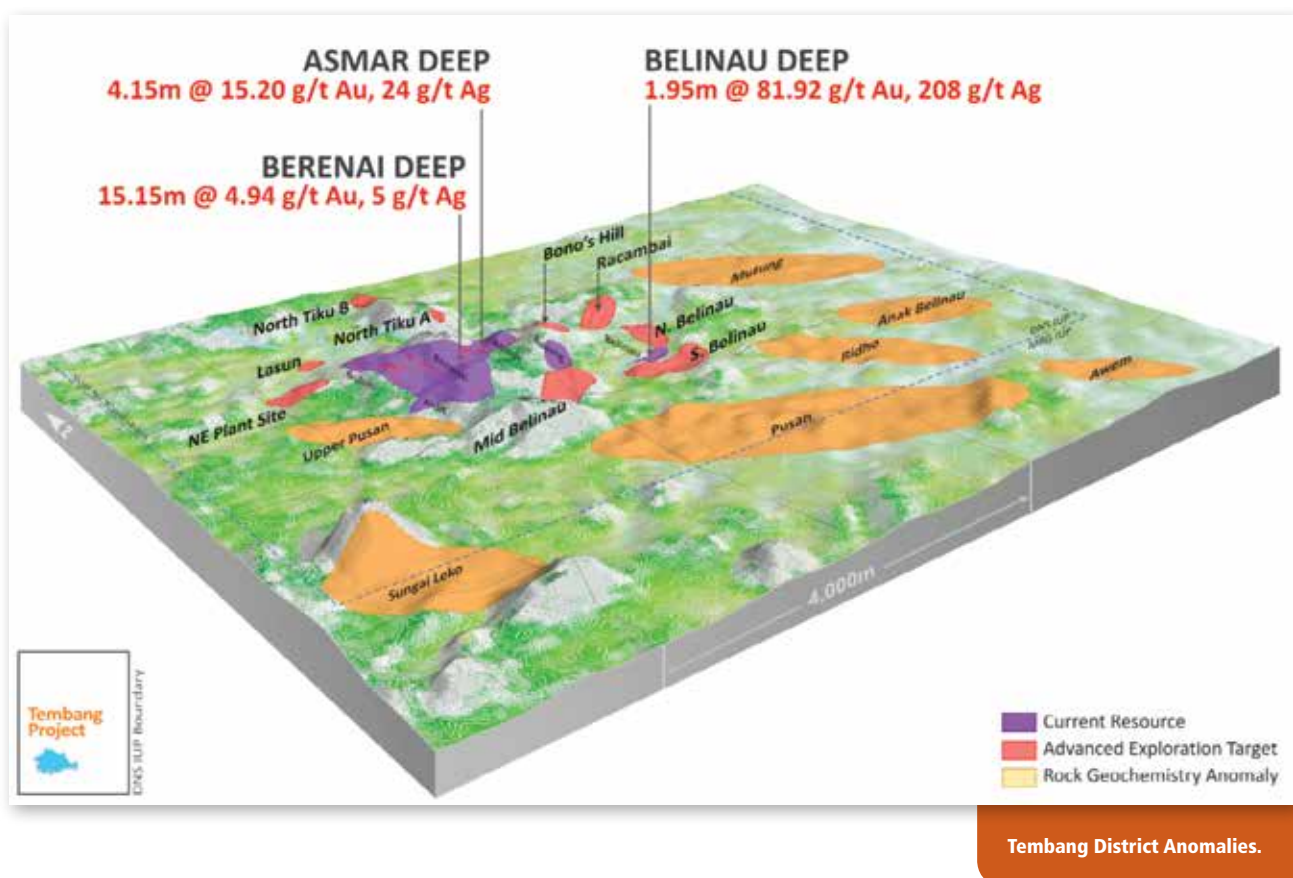 ASMAR DEEP
4.15m @ 15.20 g/t Au, 24 g/t Ag
BELINAU DEEP
1.95m @ 81.92 g/t Au, 208 g/t Ag
BERENAI DEEP
15.15m @ 4.94 g/t Au, 5 g/t Ag
Bono's Hill
Racambai
Mutung
North Tiku B
North Tiku A
N. Belinau
Anak Belinau
S. Belinau
DNS IUP
Ridho
Lasun
Awem
NE Plant Site
Upper Pusan
Mid Belinau
Pusan
Z
Sungai Leko
4,000m
Tembang
Project
DNS IUP Boundary
Current Resource
Advanced Exploration Target
Rock Geochemistry Anomaly
Tembang District Anomalies.